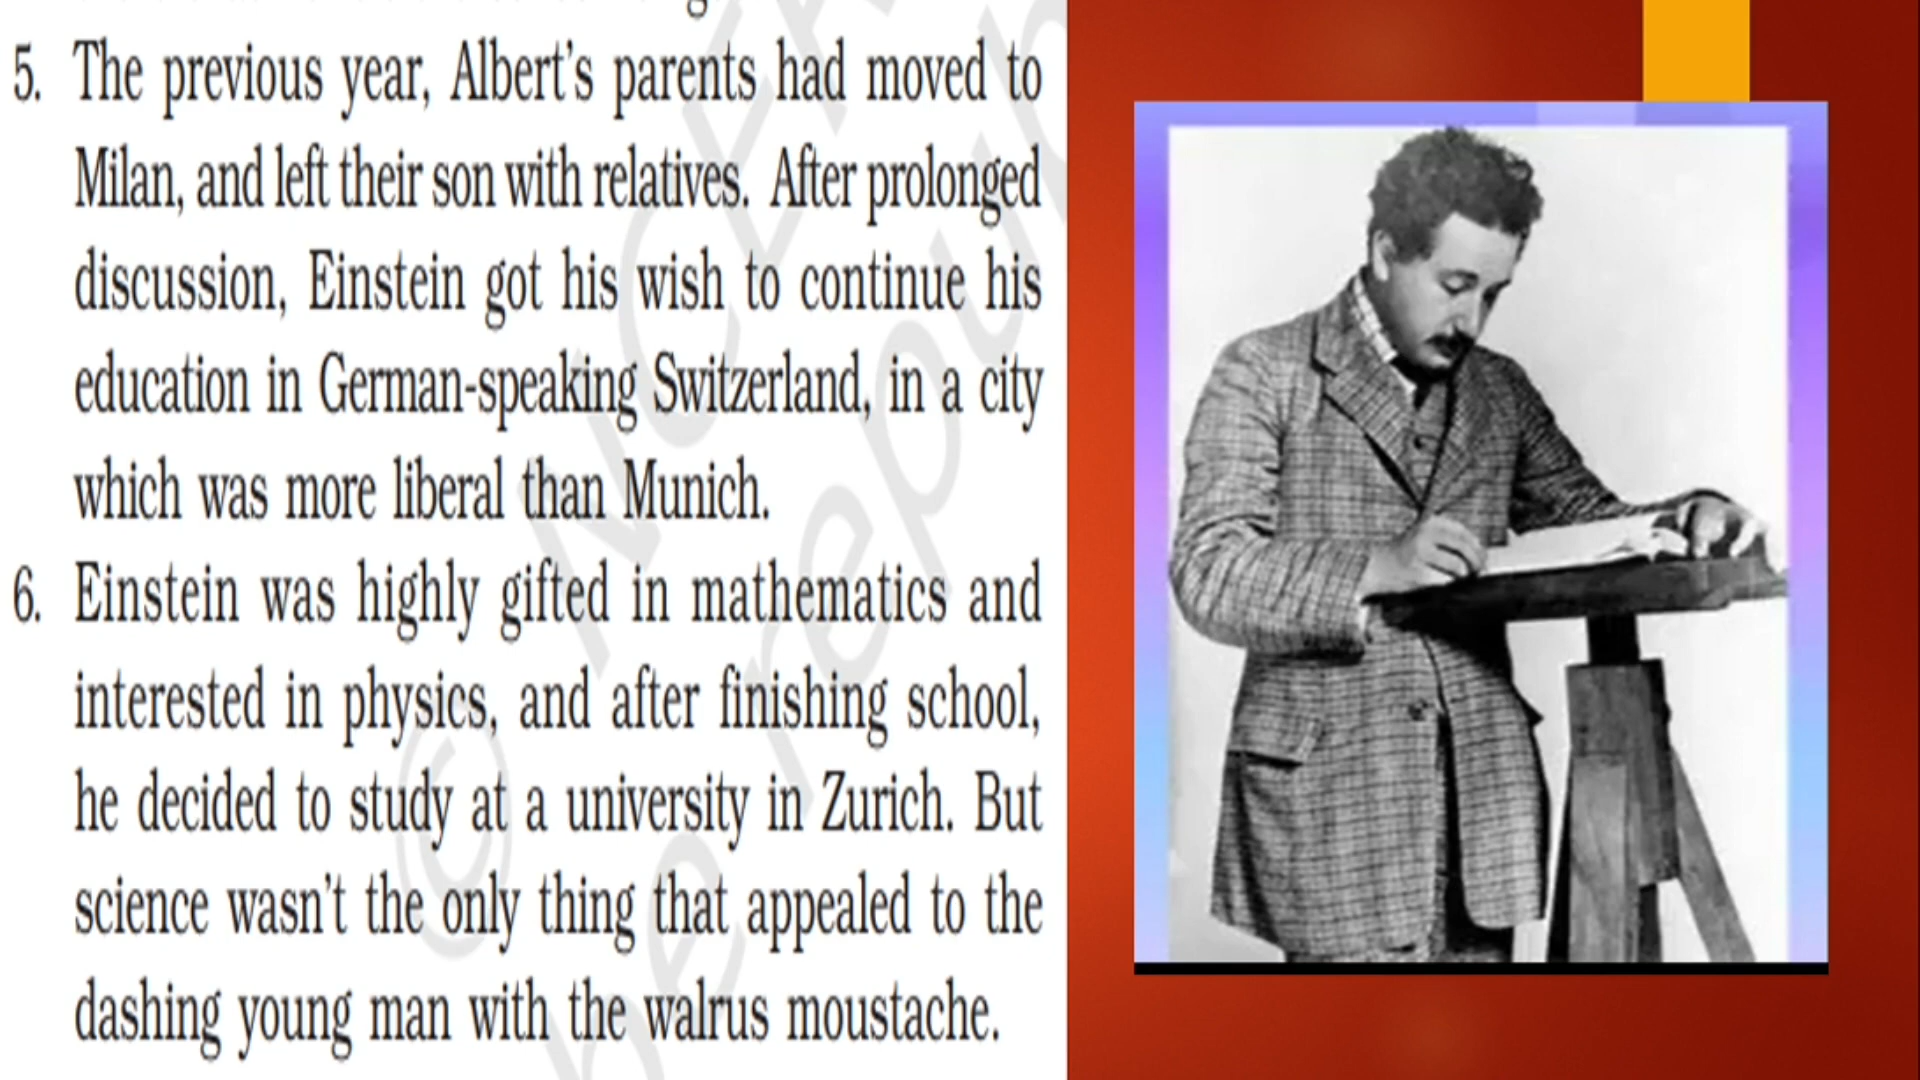 5. The previous year, Albert's parents had moved to
Milan, and left their son with relatives. After prolonged
discussion, Einstein got his wish to continue his
education in German-speaking Switzerland, in a city
which was more liberal than Munich.
6. Einstein was highly gifted in mathematics and
interested in physics, and after finishing school,
he decided to study at a university in Zurich. But
science wasn't the only thing that appealed to the
dashing young man with the walrus moustache.